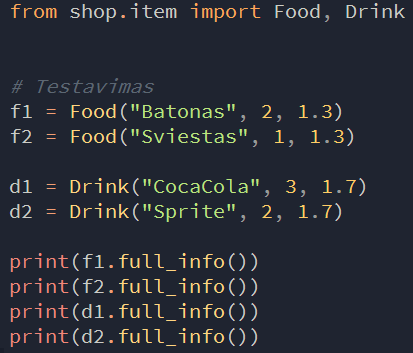 from shop.item import Food, Drink
# Testavimas
f1 = Food("Batonas", 2, 1.3)
f2 = Food("Sviestas", 1, 1.3)
d1 = Drink("CocaCola", 3, 1.7)
d2 = Drink("Sprite", 2, 1.7)
print(f1.full_info())
print(f2.full_info())
print(d1.full_info())
print(d2.full_info())